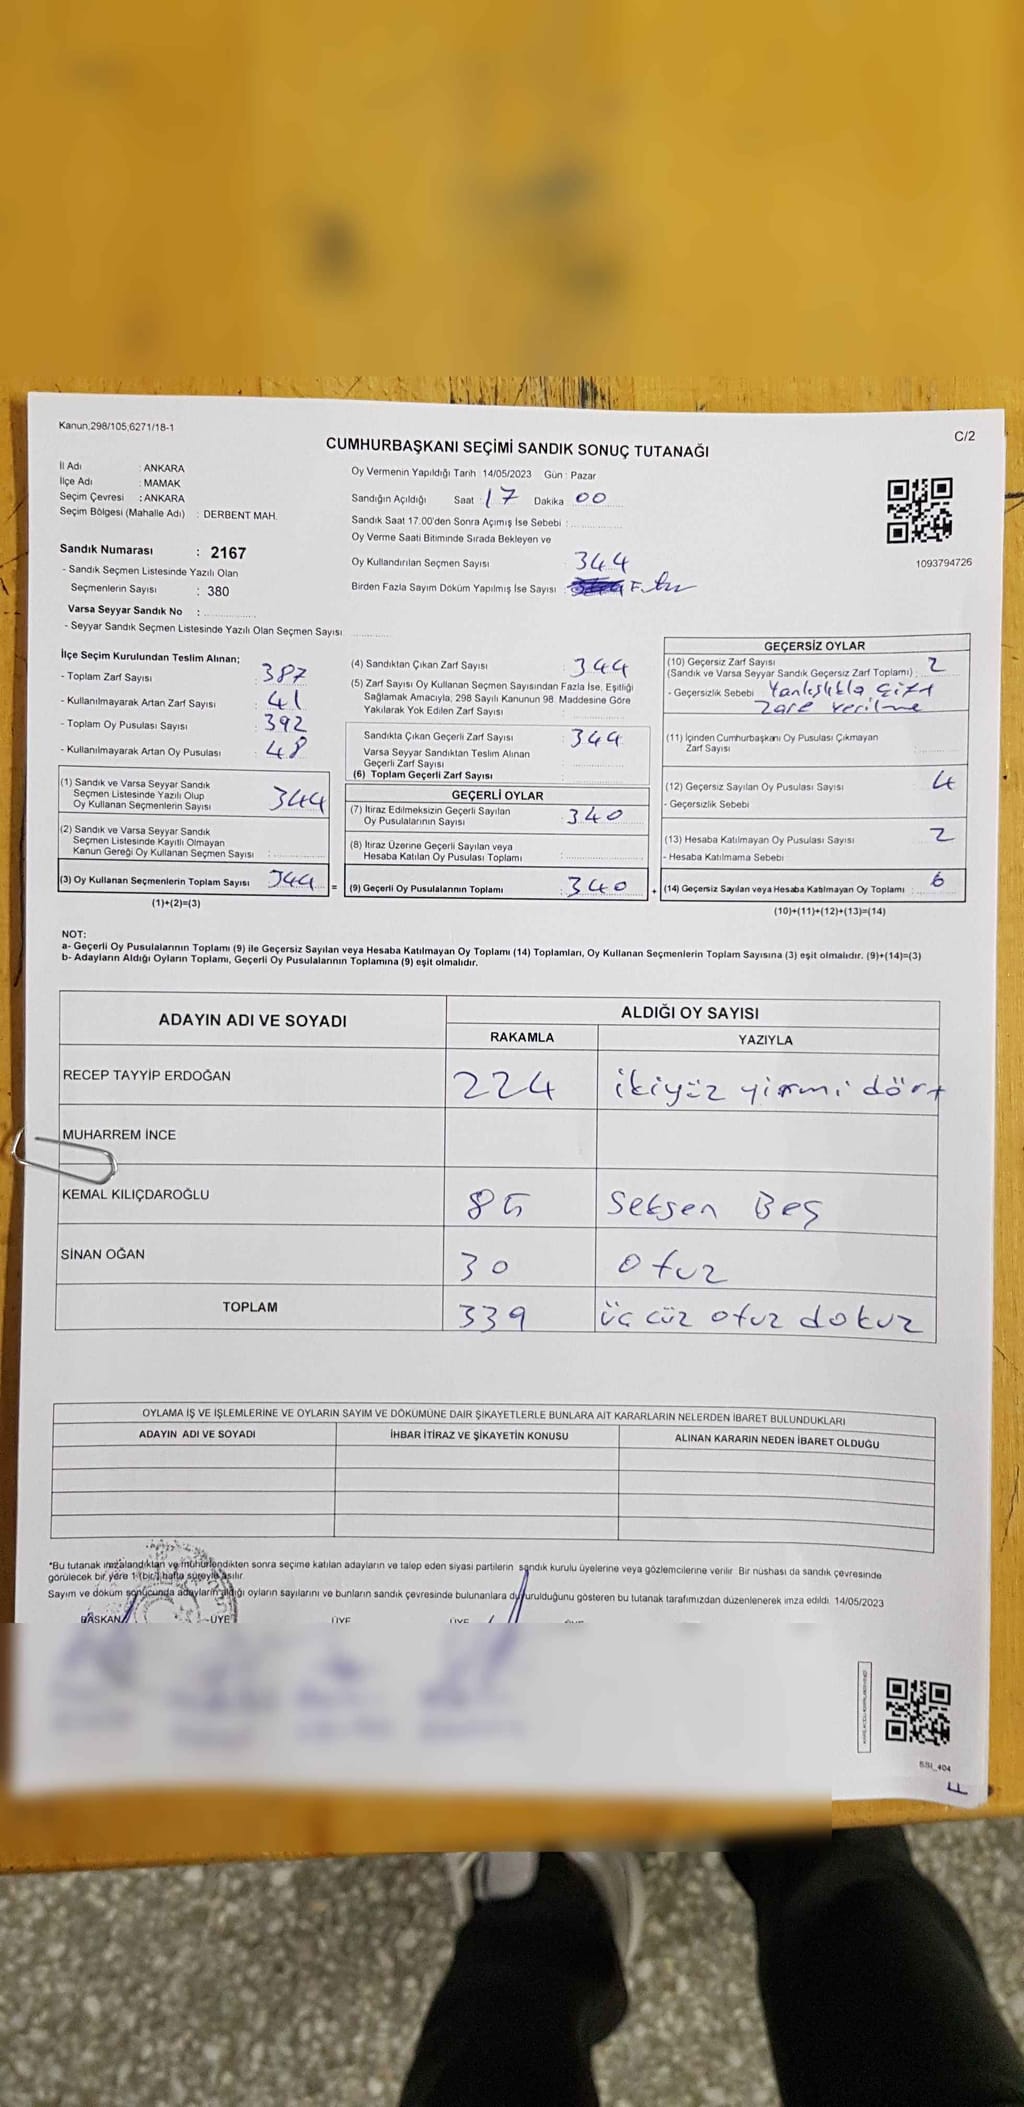 Kanun,298/105,6271/18-1
C/2
CUMHURBAŞKANI SEÇİMİ SANDIK SONUÇ TUTANAĞI
İl Adı : ANKARA
İlçe Adı : MAMAK
Seçim Çevresi : ANKARA
Seçim Bölgesi (Mahalle Adı) : DERBENT MAH.
Sandık Numarası : 2167
- Sandık Seçmen Listesinde Yazılı Olan
Seçmenlerin Sayısı : 380
Varsa Seyyar Sandık No :
- Seyyar Sandık Seçmen Listesinde Yazılı Olan Seçmen Sayısı
Oy Vermenin Yapıldığı Tarih 14/05/2023 Gün : Pazar
Sandığın Açıldığı Saat : 17 Dakika 00
Sandık Saat 17.00'den Sonra Açımış İse Sebebi :
Oy Verme Saati Bitiminde Sırada Bekleyen ve
Oy Kullandırılan Seçmen Sayısı 344
Birden Fazla Sayım Döküm Yapılmış İse Sayısı :
1093794726
İlçe Seçim Kurulundan Teslim Alınan;
- Toplam Zarf Sayısı : 387
- Kullanılmayarak Artan Zarf Sayısı : 41
- Toplam Oy Pusulası Sayısı : 392
- Kullanılmayarak Artan Oy Pusulası : 48
(1) Sandık ve Varsa Seyyar Sandık
Seçmen Listesinde Yazılı Olup
Oy Kullanan Seçmenlerin Sayısı 344
(2) Sandık ve Varsa Seyyar Sandık
Seçmen Listesinde Kayıtlı Olmayan
Kanun Gereği Oy Kullanan Seçmen Sayısı :
(3) Oy Kullanan Seçmenlerin Toplam Sayısı 344
(1)+(2)=(3)
(4) Sandıktan Çıkan Zarf Sayısı : 344
(5) Zarf Sayısı Oy Kullanan Seçmen Sayısından Fazla İse, Eşitliği
Sağlamak Amacıyla, 298 Sayılı Kanunun 98. Maddesine Göre
Yakılarak Yok Edilen Zarf Sayısı
Sandıkta Çıkan Geçerli Zarf Sayısı : 344
Varsa Seyyar Sandıktan Teslim Alınan
Geçerli Zarf Sayısı
(6) Toplam Geçerli Zarf Sayısı
GEÇERLİ OYLAR
(7) İtiraz Edilmeksizin Geçerli Sayılan
Oy Pusulalarının Sayısı : 340
(8) İtiraz Üzerine Geçerli Sayılan veya
Hesaba Katılan Oy Pusulası Toplamı :
= (9) Geçerli Oy Pusulalarının Toplamı : 340
GEÇERSİZ OYLAR
(10) Geçersiz Zarf Sayısı
(Sandık ve Varsa Seyyar Sandık Geçersiz Zarf Toplamı) : 2
- Geçersizlik Sebebi Yanlışlıkla Çift
Zarf Verilme
(11) İçinden Cumhurbaşkanı Oy Pusulası Çıkmayan
Zarf Sayısı
(12) Geçersiz Sayılan Oy Pusulası Sayısı 4
- Geçersizlik Sebebi
(13) Hesaba Katılmayan Oy Pusulası Sayısı 2
- Hesaba Katılmama Sebebi
+ (14) Geçersiz Sayılan veya Hesaba Katılmayan Oy Toplamı : 6
(10)+(11)+(12)+(13)=(14)
NOT:
a- Geçerli Oy Pusulalarının Toplamı (9) ile Geçersiz Sayılan veya Hesaba Katılmayan Oy Toplamı (14) Toplamları, Oy Kullanan Seçmenlerin Toplam Sayısına (3) eşit olmalıdır. (9)+(14)=(3)
b- Adayların Aldığı Oyların Toplamı, Geçerli Oy Pusulalarının Toplamına (9) eşit olmalıdır.
ADAYIN ADI VE SOYADI ALDIĞI OY SAYISI
RAKAMLA YAZIYLA
RECEP TAYYİP ERDOĞAN 224 ikiyüz yirmi dört
MUHARREM İNCE
KEMAL KILIÇDAROĞLU 85 Seksen Beş
SİNAN OĞAN 30 otuz
TOPLAM 339 üç cüz otuz dokuz
OYLAMA İŞ VE İŞLEMLERİNE VE OYLARIN SAYIM VE DÖKÜMÜNE DAİR ŞİKAYETLERLE BUNLARA AİT KARARLARIN NELERDEN İBARET BULUNDUKLARI
ADAYIN ADI VE SOYADI İHBAR İTİRAZ VE ŞİKAYETİN KONUSU ALINAN KARARIN NEDEN İBARET OLDUĞU
*Bu tutanak imzalandıktan ve mühürlendikten sonra seçime katılan adayların ve talep eden siyasi partilerin sandık kurulu üyelerine veya gözlemcilerine verilir. Bir nüshası da sandık çevresinde
görülecek bir yere 1 (bir) hafta süreyle asılır.
Sayım ve döküm sonucunda adayların aldığı oyların sayılarını ve bunların sandık çevresinde bulunanlara duyurulduğunu gösteren bu tutanak tarafımızdan düzenlenerek imza edildi. 14/05/2023
BAŞKAN ÜYE ÜYE ÜYE
SSI_404